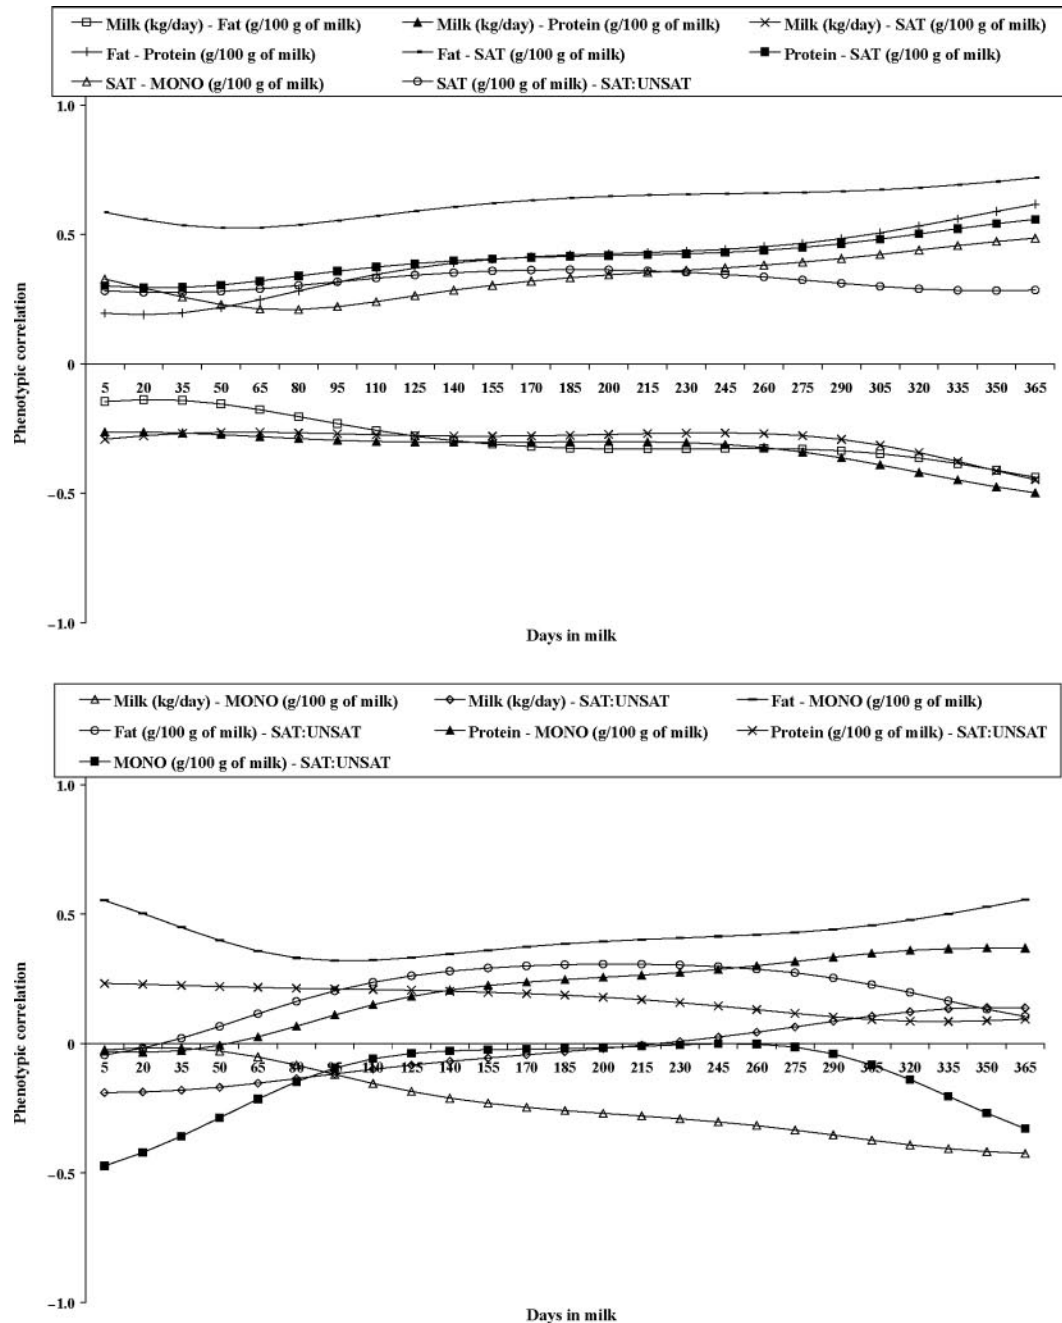 Milk (kg/day) - Fat (g/100 g of milk) Milk (kg/day) - Protein (g/100 g of milk) Milk (kg/day) - SAT (g/100 g of milk)
Fat - Protein (g/100 g of milk) Fat - SAT (g/100 g of milk) Protein - SAT (g/100 g of milk)
SAT - MONO (g/100 g of milk) SAT (g/100 g of milk) - SAT:UNSAT
1.0
0.5
0
−0.5
−1.0
Phenotypic correlation
5 20 35 50 65 80 95 110 125 140 155 170 185 200 215 230 245 260 275 290 305 320 335 350 365
Days in milk
Milk (kg/day) - MONO (g/100 g of milk) Milk (kg/day) - SAT:UNSAT Fat - MONO (g/100 g of milk)
Fat (g/100 g of milk) - SAT:UNSAT Protein - MONO (g/100 g of milk) Protein (g/100 g of milk) - SAT:UNSAT
MONO (g/100 g of milk) - SAT:UNSAT
1.0
0.5
0
−0.5
−1.0
Phenotypic correlation
5 20 35 50 65 80 95 110 125 140 155 170 185 200 215 230 245 260 275 290 305 320 335 350 365
Days in milk